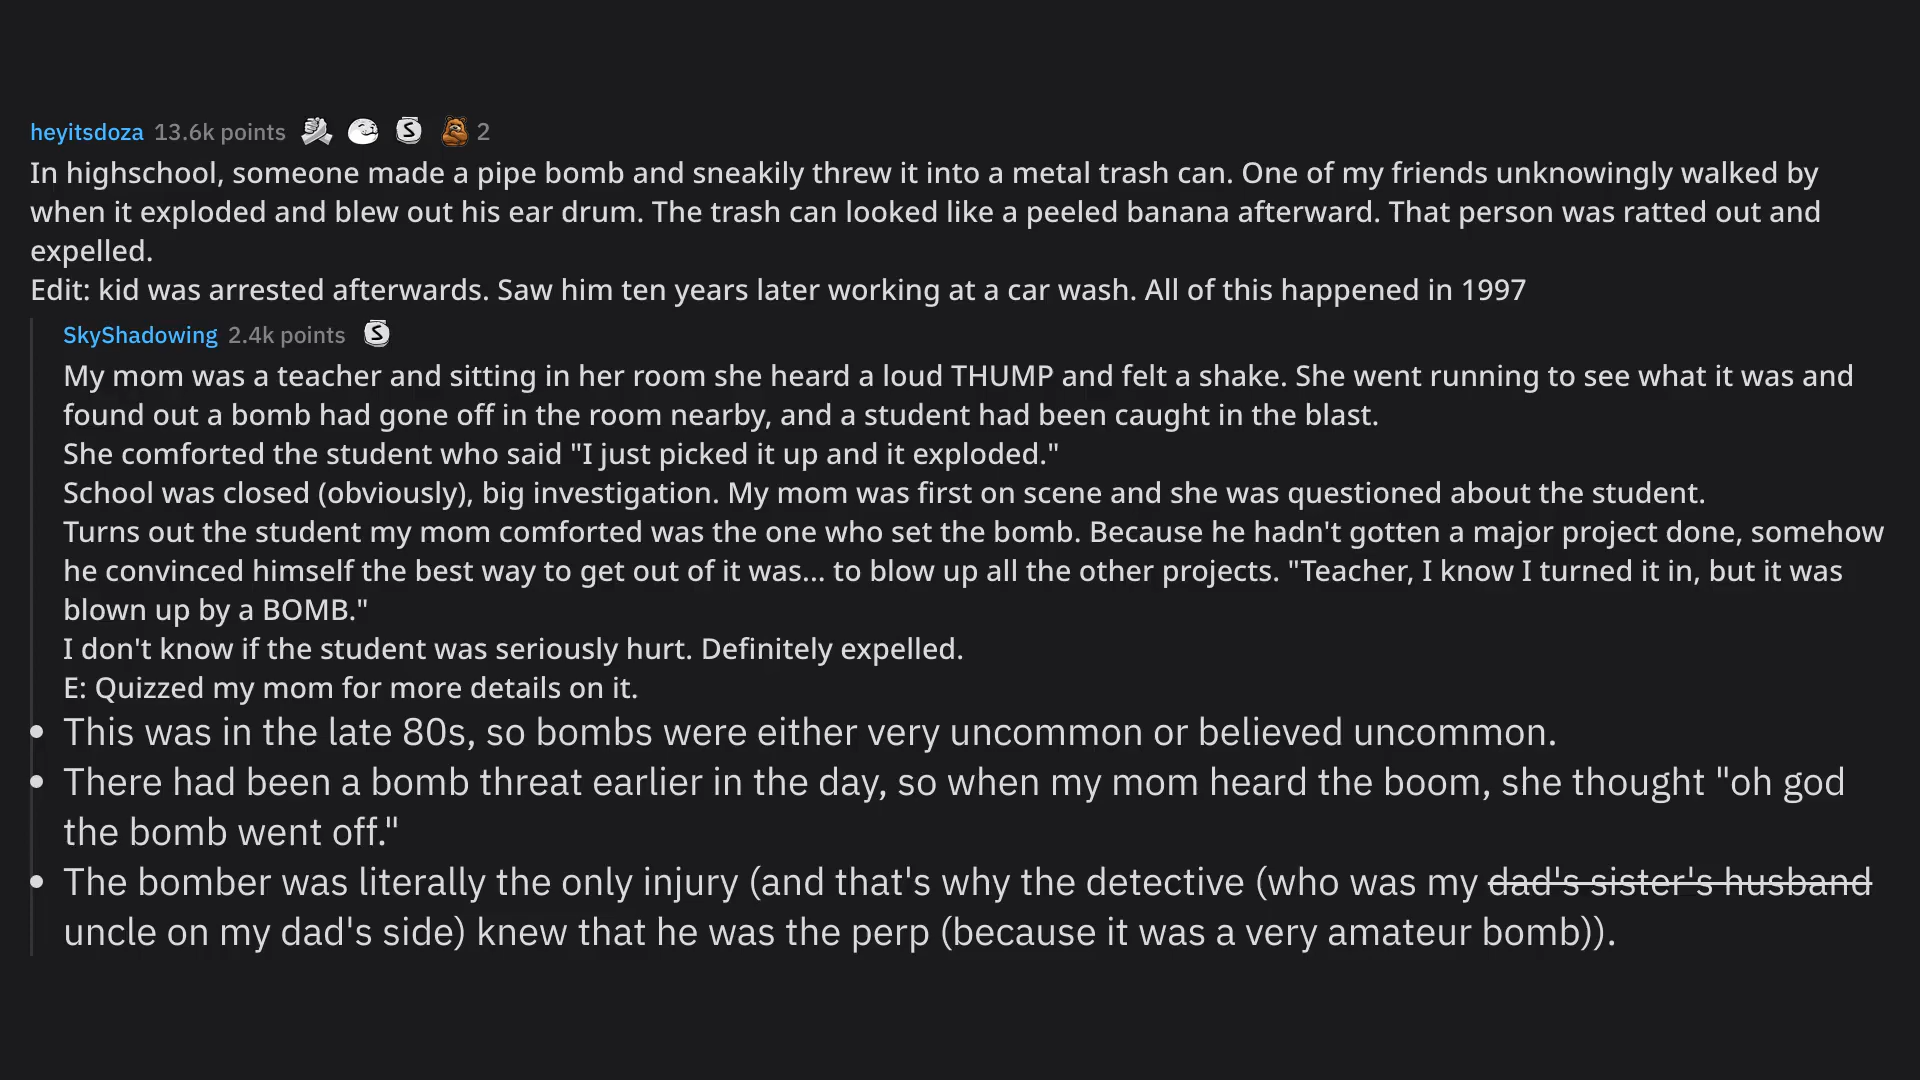 heyitsdoza 13.6k points 2
In highschool, someone made a pipe bomb and sneakily threw it into a metal trash can. One of my friends unknowingly walked by
when it exploded and blew out his ear drum. The trash can looked like a peeled banana afterward. That person was ratted out and
expelled.
Edit: kid was arrested afterwards. Saw him ten years later working at a car wash. All of this happened in 1997
SkyShadowing 2.4k points
My mom was a teacher and sitting in her room she heard a loud THUMP and felt a shake. She went running to see what it was and
found out a bomb had gone off in the room nearby, and a student had been caught in the blast.
She comforted the student who said "I just picked it up and it exploded."
School was closed (obviously), big investigation. My mom was first on scene and she was questioned about the student.
Turns out the student my mom comforted was the one who set the bomb. Because he hadn't gotten a major project done, somehow
he convinced himself the best way to get out of it was... to blow up all the other projects. "Teacher, I know I turned it in, but it was
blown up by a BOMB."
I don't know if the student was seriously hurt. Definitely expelled.
E: Quizzed my mom for more details on it.
• This was in the late 80s, so bombs were either very uncommon or believed uncommon.
• There had been a bomb threat earlier in the day, so when my mom heard the boom, she thought "oh god
the bomb went off."
• The bomber was literally the only injury (and that's why the detective (who was my dad's sister's husband
uncle on my dad's side) knew that he was the perp (because it was a very amateur bomb)).